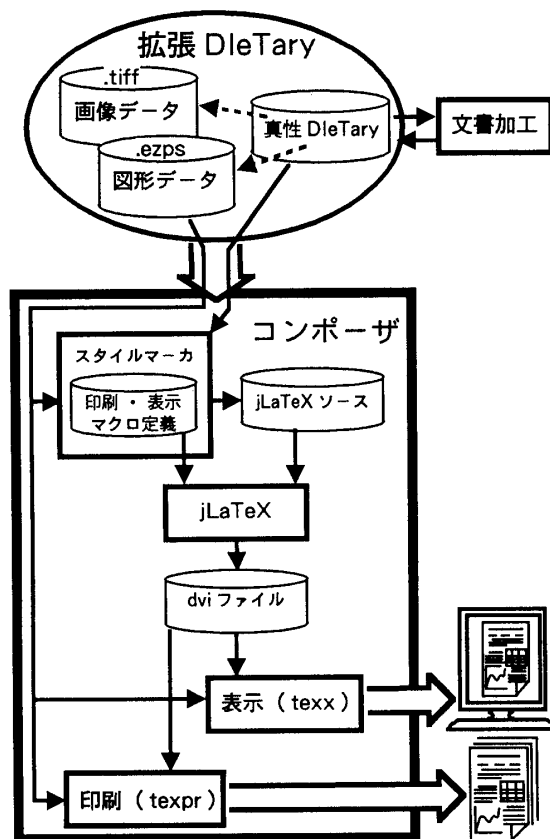 拡張 DIeTary
.tiff
画像データ
真性 DIeTary
文書加工
.ezps
図形データ
コンポーザ
スタイルマーカ
印刷・表示
マクロ定義
jLaTeX ソース
jLaTeX
dvi ファイル
表示 ( texx )
印刷 ( texpr )